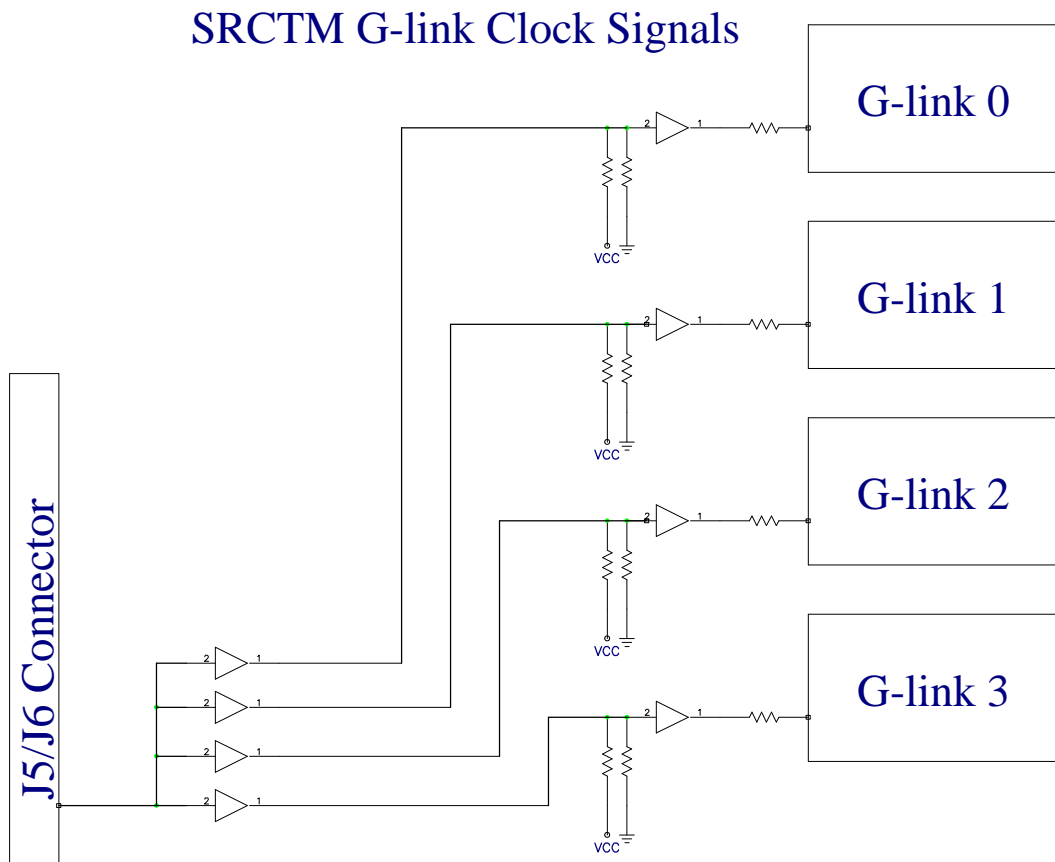 SRCTM G-link Clock Signals
G-link 0
2 1
VCC
G-link 1
2 1
VCC
G-link 2
2 1
VCC
G-link 3
2 1
VCC
J5/J6 Connector
2 1
2 1
2 1
2 1